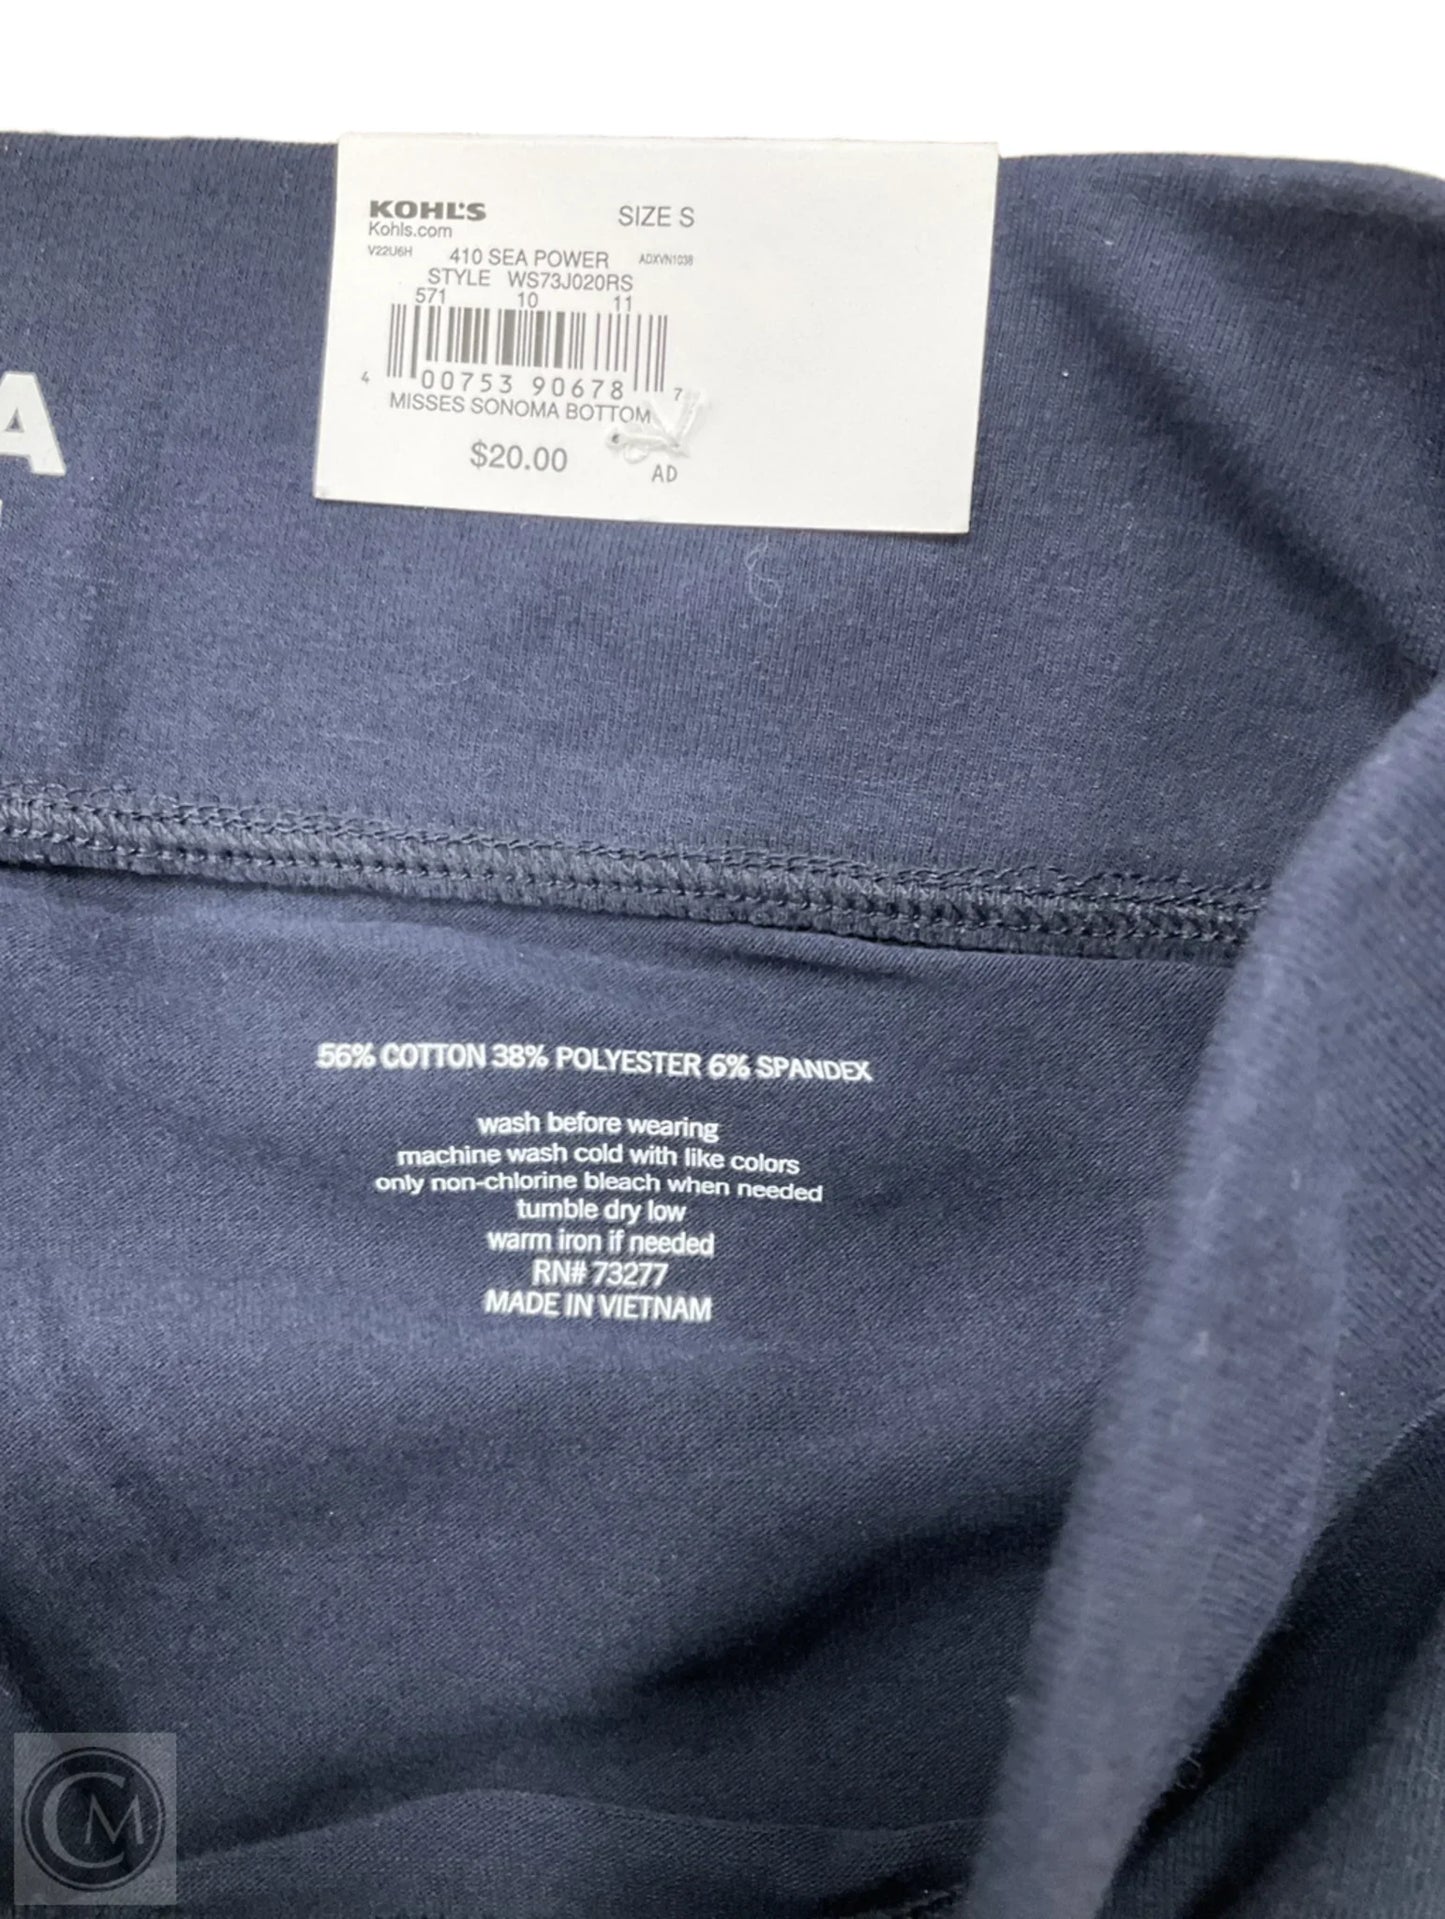 KOHL'S
SIZE S
Kohls.com
V22U6H 410 SEA POWER ADXVN1038
STYLE WS73J020RS
571 10 11
4 00753 90678 7
MISSES SONOMA BOTTOM
$20.00
AD
A
56% COTTON 38% POLYESTER 6% SPANDEX
wash before wearing
machine wash cold with like colors
only non-chlorine bleach when needed
tumble dry low
warm iron if needed
RN# 73277
MADE IN VIETNAM
CM